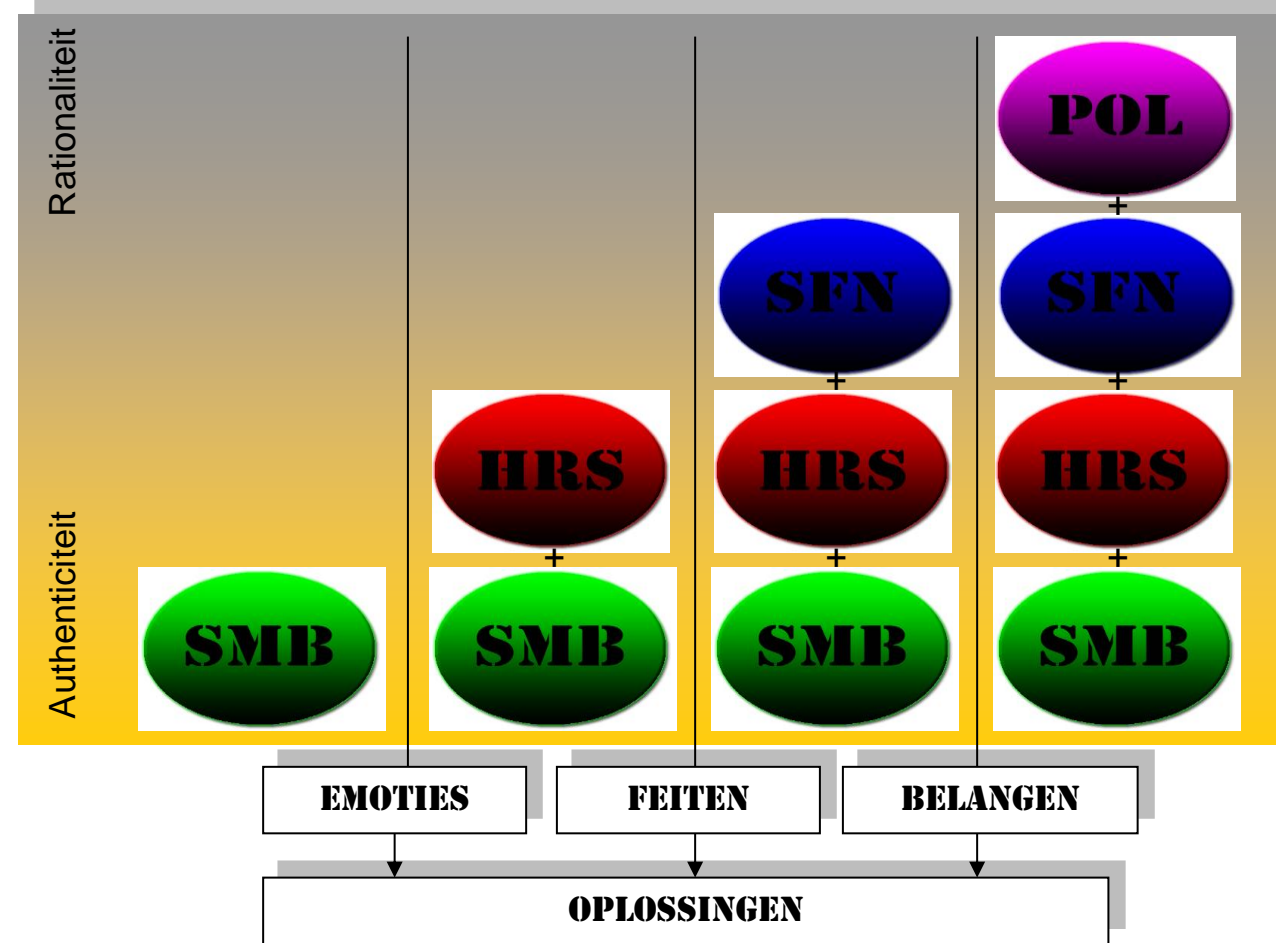 Rationaliteit
POL
+
SFN
SFN
+
+
HRS
HRS
HRS
+
+
+
Authenticiteit
SMB
SMB
SMB
SMB
EMOTIES
FEITEN
BELANGEN
OPLOSSINGEN